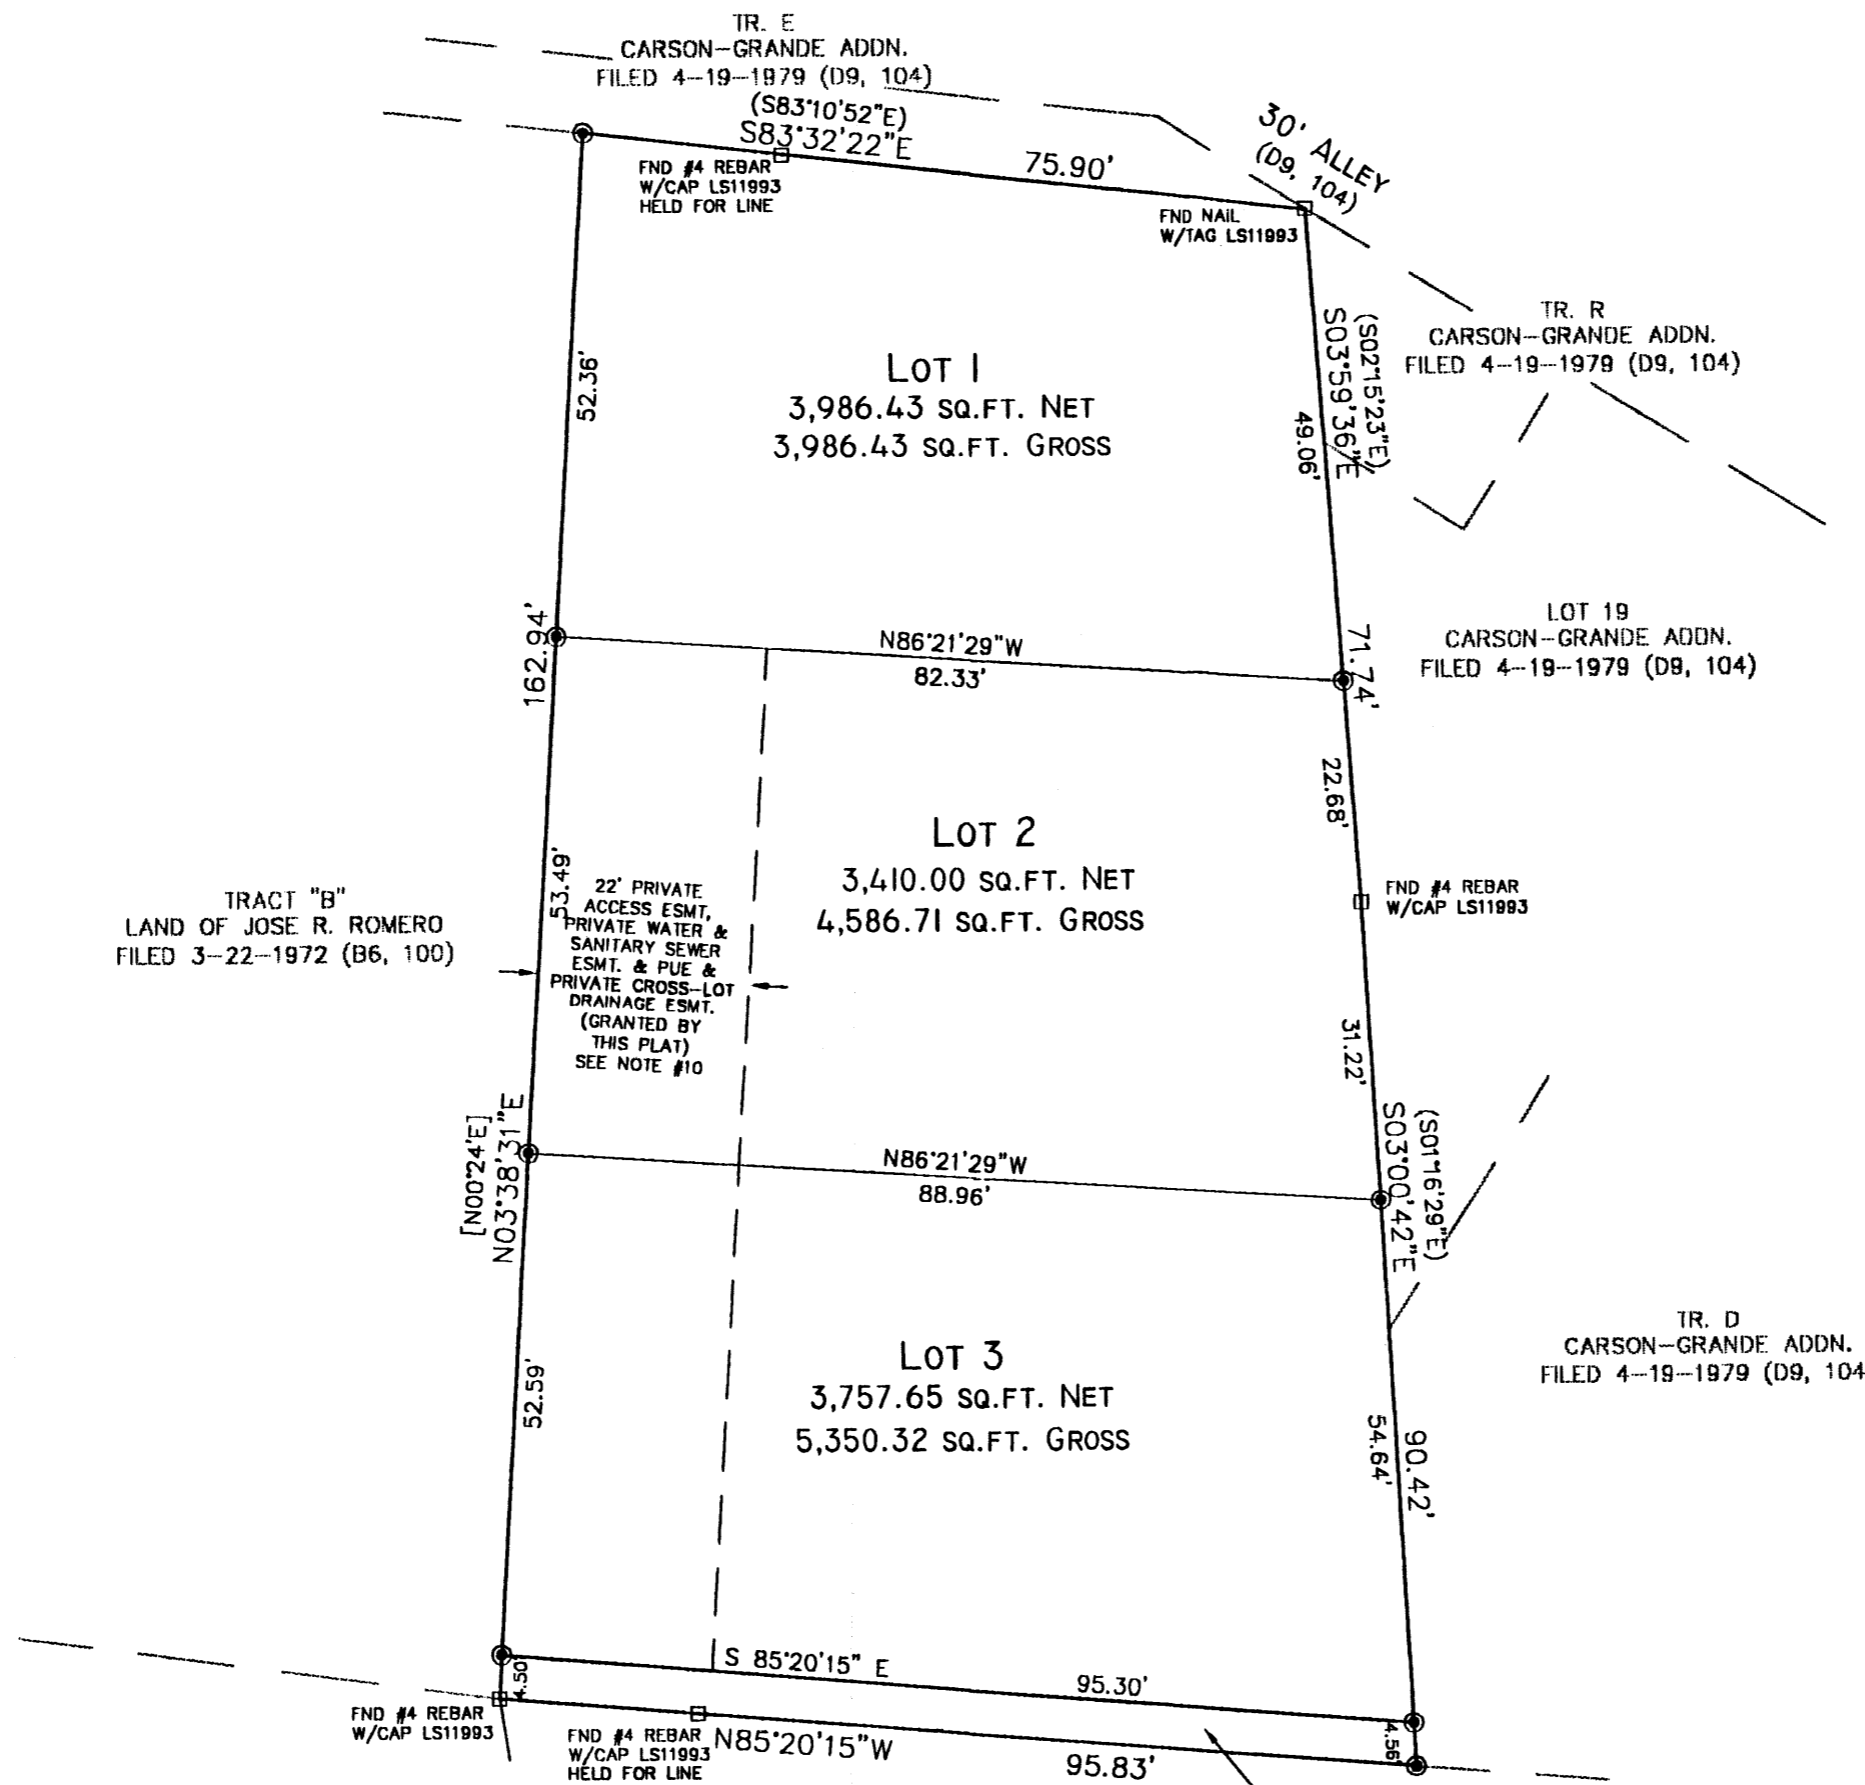 TR. E
CARSON-GRANDE ADDN.
FILED 4-19-1979 (D9, 104)
(S83°10'52"E)
S83°32'22"E
75.90'
30' ALLEY
(D9, 104)
FND #4 REBAR
W/CAP LS11993
HELD FOR LINE
FND NAIL
W/TAG LS11993
TR. R
CARSON-GRANDE ADDN.
FILED 4-19-1979 (D9, 104)
(S02°15'23"E)
S03°59'36"E
49.06'
52.36'
LOT 1
3,986.43 SQ.FT. NET
3,986.43 SQ.FT. GROSS
LOT 19
CARSON-GRANDE ADDN.
FILED 4-19-1979 (D9, 104)
162.94'
N86°21'29"W
82.33'
71.74'
22.68'
LOT 2
3,410.00 SQ.FT. NET
4,586.71 SQ.FT. GROSS
FND #4 REBAR
W/CAP LS11993
TRACT "B"
LAND OF JOSE R. ROMERO
FILED 3-22-1972 (B6, 100)
53.49'
22' PRIVATE
ACCESS ESMT,
PRIVATE WATER &
SANITARY SEWER
ESMT. & PUE &
PRIVATE CROSS-LOT
DRAINAGE ESMT.
(GRANTED BY
THIS PLAT)
SEE NOTE #10
31.22'
[N00°24'E]
N03°38'31"E
N86°21'29"W
88.96'
(S01°16'29"E)
S03°00'42"E
TR. D
CARSON-GRANDE ADDN.
FILED 4-19-1979 (D9, 104
LOT 3
3,757.65 SQ.FT. NET
5,350.32 SQ.FT. GROSS
52.59'
54.64'
90.42'
S 85°20'15" E
95.30'
4.50'
4.56'
FND #4 REBAR
W/CAP LS11993
FND #4 REBAR
W/CAP LS11993
HELD FOR LINE
N85°20'15"W
95.83'